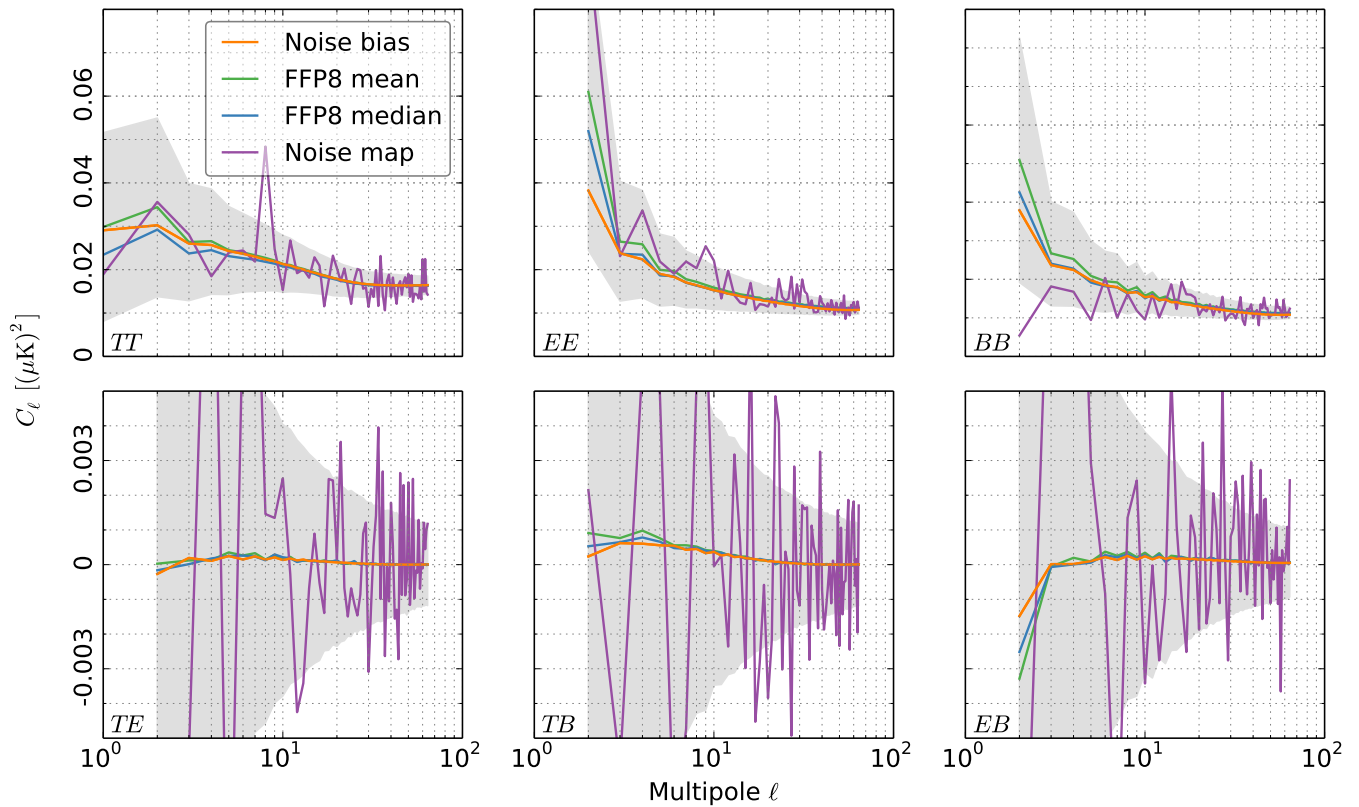 Noise bias
FFP8 mean
FFP8 median
Noise map
0.06
0.04
0.02
0
TT
EE
BB
C_ℓ [(μK)²]
0.003
0
-0.003
TE
TB
EB
10⁰ 10¹ 10² 10⁰ 10¹ 10² 10⁰ 10¹ 10²
Multipole ℓ